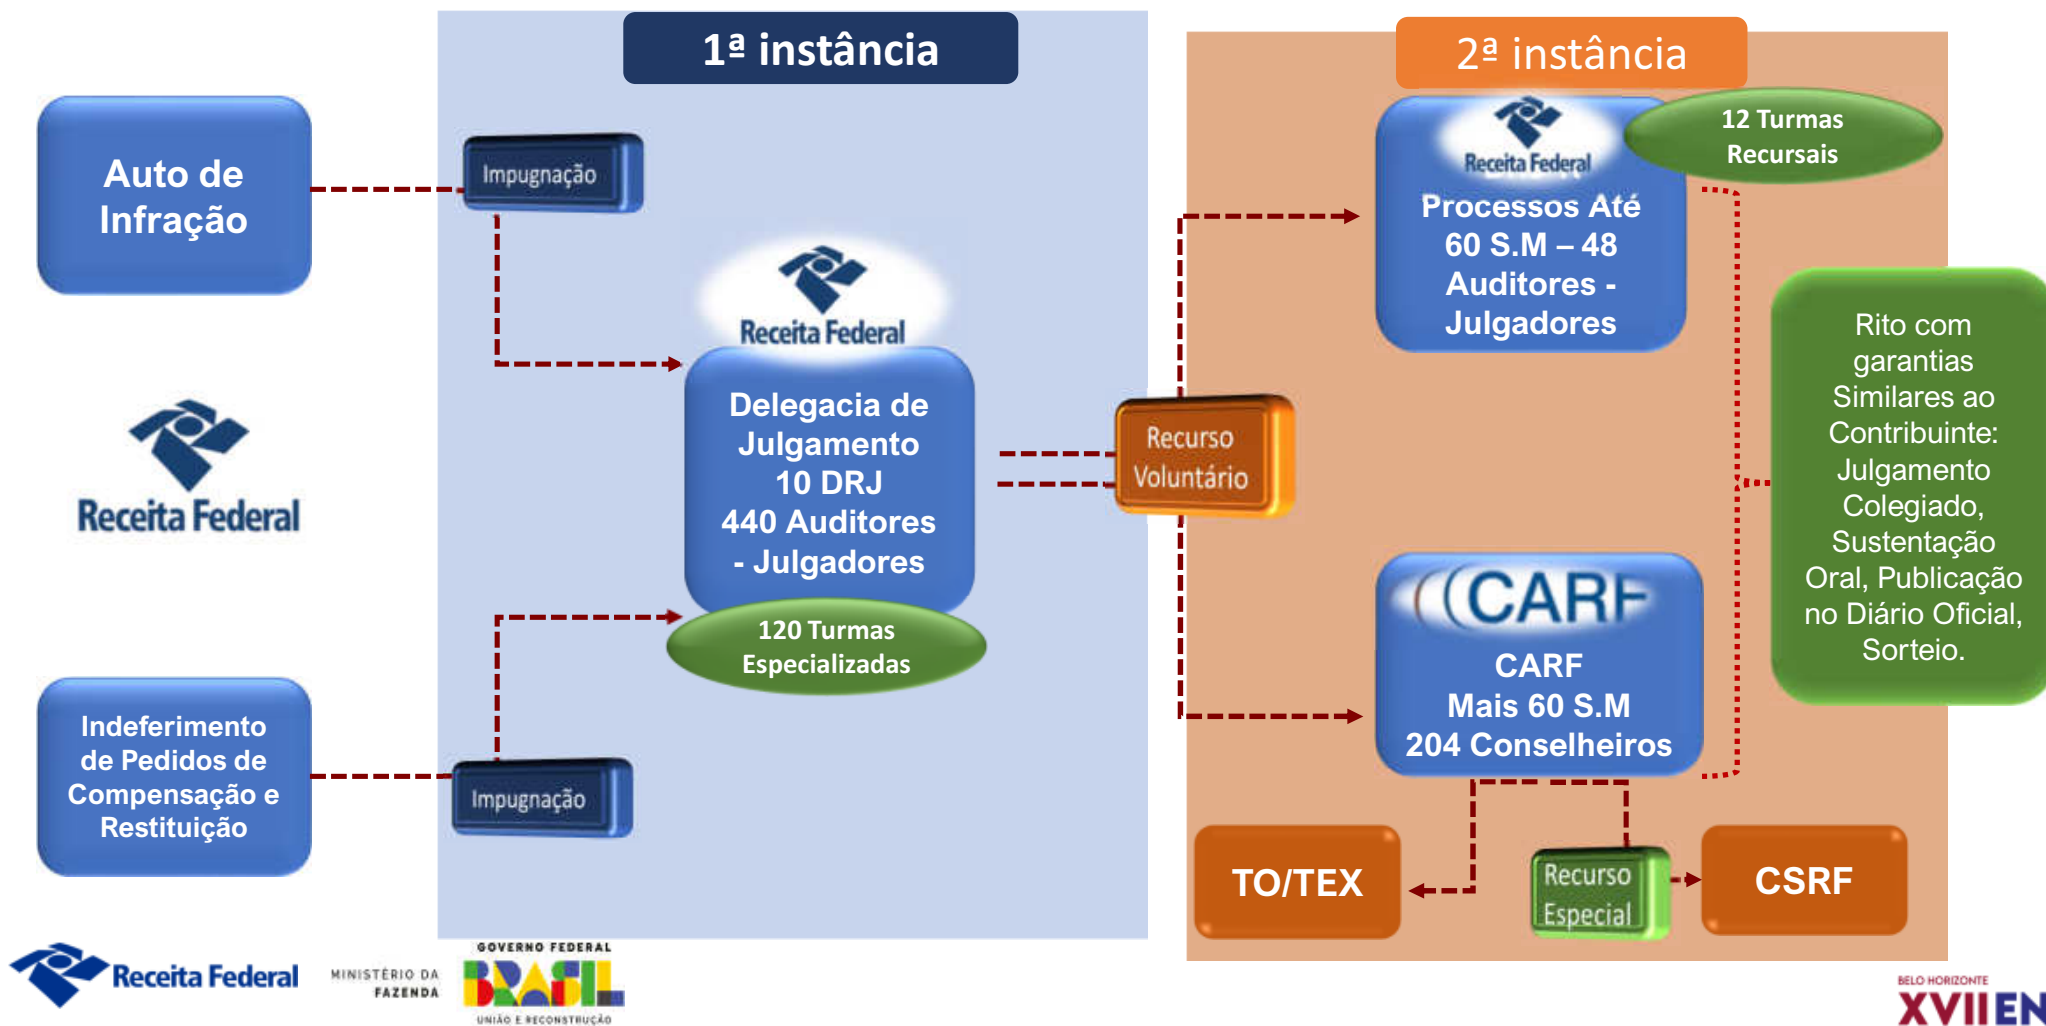 1ª instância
2ª instância
Auto de
Infração
Impugnação
Receita Federal
Delegacia de
Julgamento
10 DRJ
440 Auditores
- Julgadores
120 Turmas
Especializadas
Receita Federal
Indeferimento
de Pedidos de
Compensação e
Restituição
Impugnação
Recurso
Voluntário
Receita Federal
Processos Até
60 S.M – 48
Auditores -
Julgadores
12 Turmas
Recursais
CARF
CARF
Mais 60 S.M
204 Conselheiros
Rito com
garantias
Similares ao
Contribuinte:
Julgamento
Colegiado,
Sustentação
Oral, Publicação
no Diário Oficial,
Sorteio.
TO/TEX
Recurso
Especial
CSRF
Receita Federal
MINISTÉRIO DA
FAZENDA
GOVERNO FEDERAL
BRASIL
UNIÃO E RECONSTRUÇÃO
BELO HORIZONTE
XVII EN